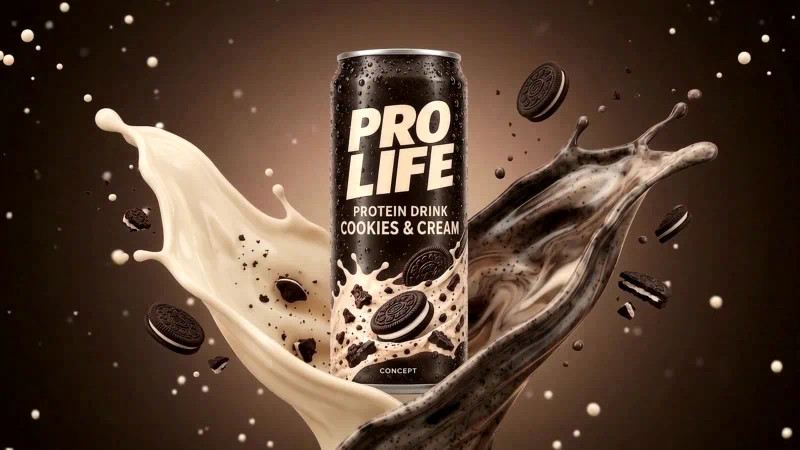 PRO
LIFE
PROTEIN DRINK
COOKIES & CREAM
CONCEPT